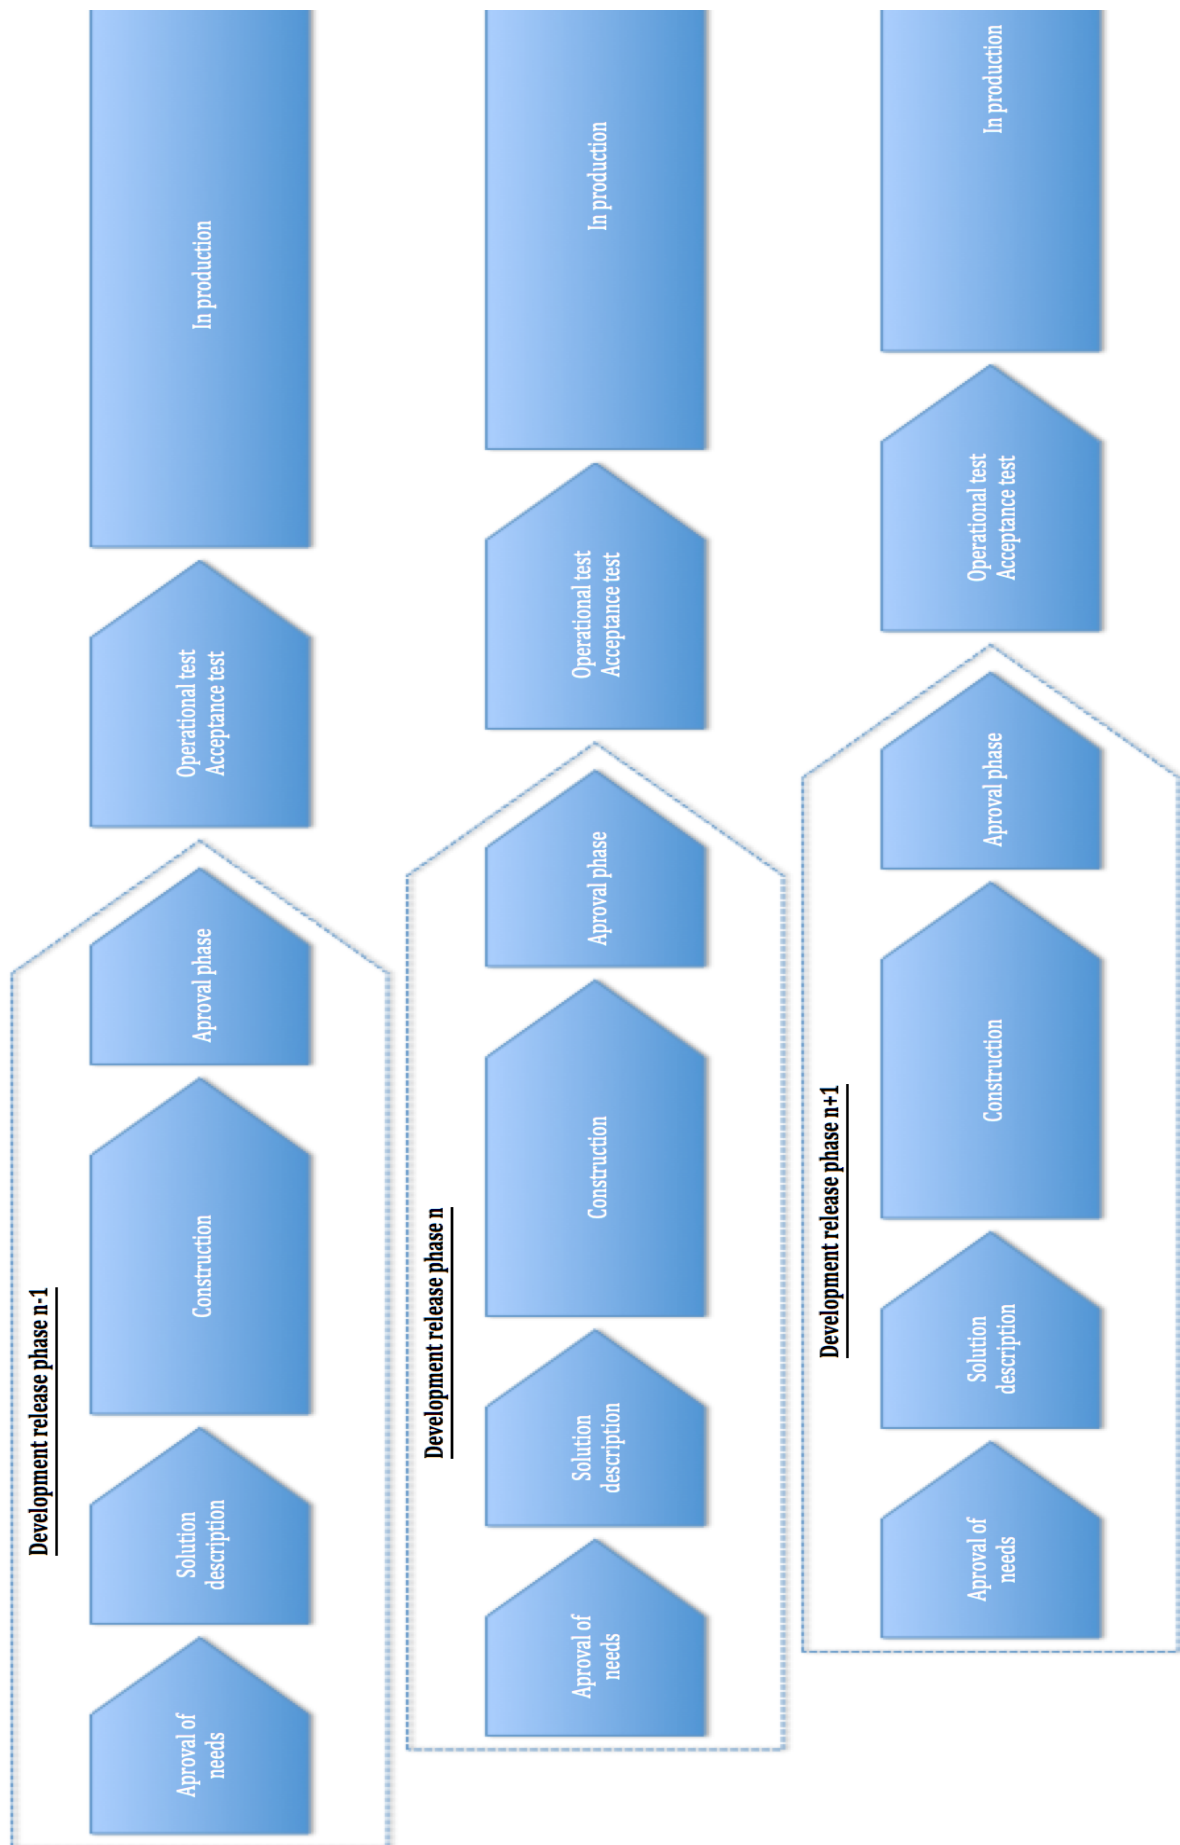 Development release phase n-1
Aproval of
needs
Solution
description
Construction
Aproval phase
Operational test
Acceptance test
In production
Development release phase n
Aproval of
needs
Solution
description
Construction
Aproval phase
Operational test
Acceptance test
In production
Development release phase n+1
Aproval of
needs
Solution
description
Construction
Aproval phase
Operational test
Acceptance test
In production